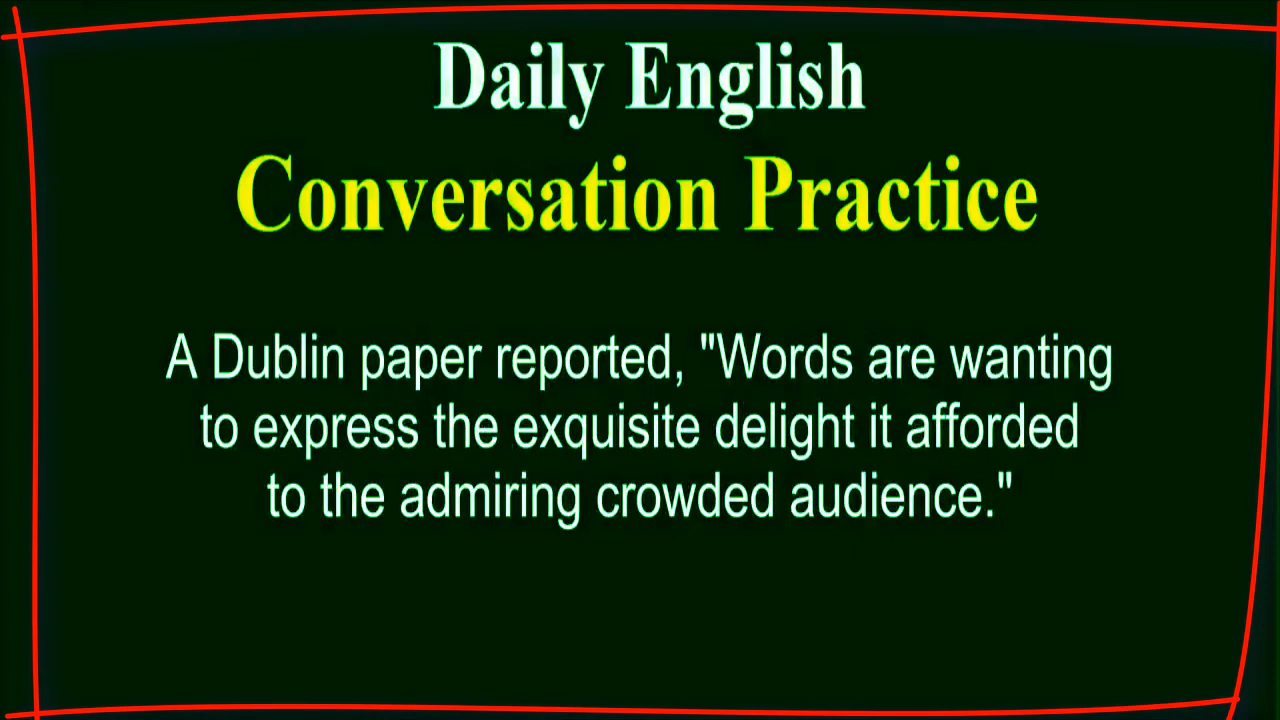 Daily English
Conversation Practice
A Dublin paper reported, "Words are wanting
to express the exquisite delight it afforded
to the admiring crowded audience."